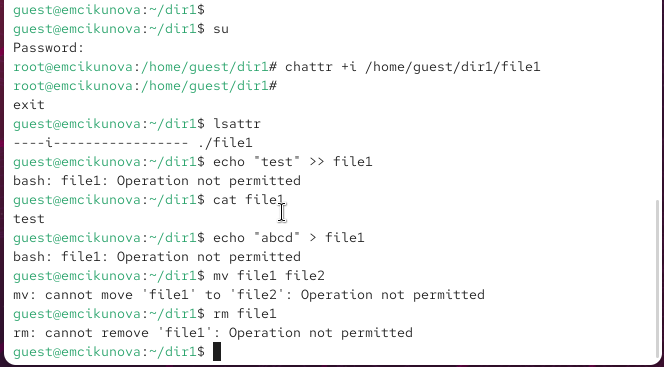 guest@emcikunova:~/dir1$
guest@emcikunova:~/dir1$ su
Password:
root@emcikunova:/home/guest/dir1# chattr +i /home/guest/dir1/file1
root@emcikunova:/home/guest/dir1#
exit
guest@emcikunova:~/dir1$ lsattr
----i----------------- ./file1
guest@emcikunova:~/dir1$ echo "test" >> file1
bash: file1: Operation not permitted
guest@emcikunova:~/dir1$ cat file1
test
guest@emcikunova:~/dir1$ echo "abcd" > file1
bash: file1: Operation not permitted
guest@emcikunova:~/dir1$ mv file1 file2
mv: cannot move 'file1' to 'file2': Operation not permitted
guest@emcikunova:~/dir1$ rm file1
rm: cannot remove 'file1': Operation not permitted
guest@emcikunova:~/dir1$